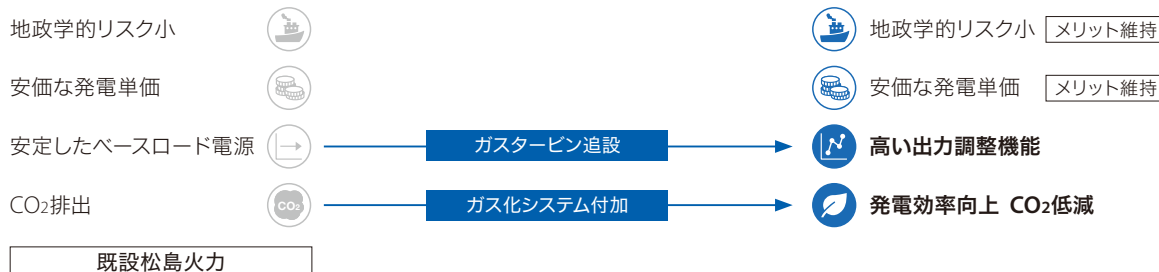 地政学的リスク小
地政学的リスク小 メリット維持
安価な発電単価
安価な発電単価 メリット維持
安定したベースロード電源
ガスタービン追設
高い出力調整機能
CO2排出
CO2
ガス化システム付加
発電効率向上 CO2低減
既設松島火力